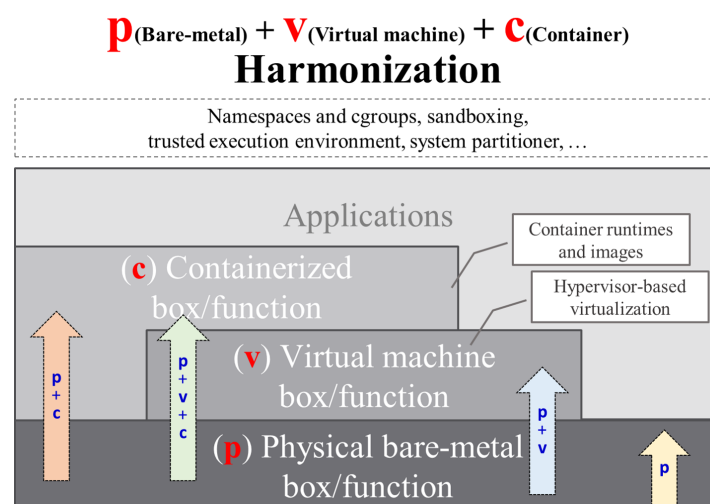 p(Bare-metal) + v(Virtual machine) + c(Container)
Harmonization
Namespaces and cgroups, sandboxing,
trusted execution environment, system partitioner, …
Applications
Container runtimes
and images
(c) Containerized
box/function
Hypervisor-based
virtualization
(v) Virtual machine
box/function
(p) Physical bare-metal
box/function
p
+
c
p
+
v
+
c
p
+
v
p